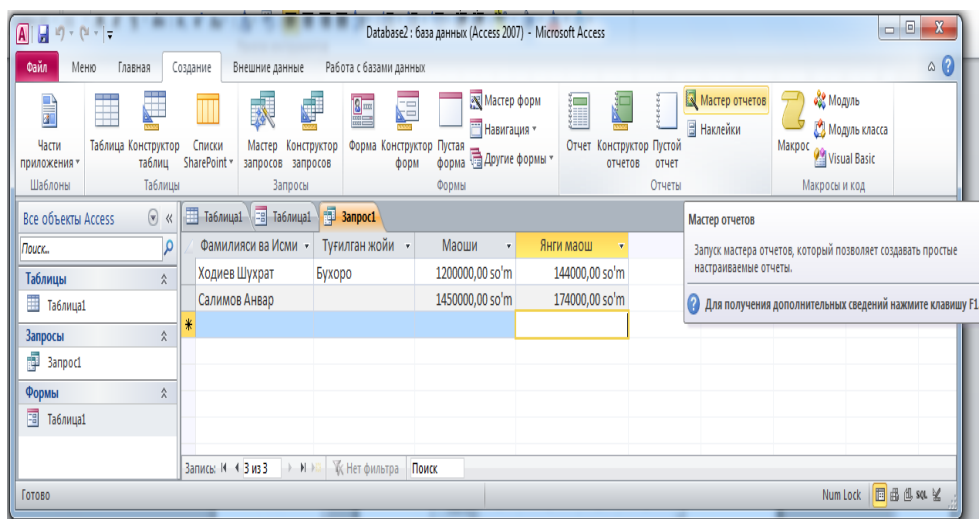 Database2 : база данных (Access 2007) - Microsoft Access
Файл Меню Главная Создание Внешние данные Работа с базами данных
Части приложения
Шаблоны
Таблица Конструктор таблиц Списки SharePoint
Таблицы
Мастер запросов Конструктор запросов
Запросы
Форма Конструктор форм Пустая форма
Мастер форм
Навигация
Другие формы
Формы
Отчет Конструктор отчетов Пустой отчет
Мастер отчетов
Наклейки
Отчеты
Макрос
Модуль
Модуль класса
Visual Basic
Макросы и код
Все объекты Access
Поиск...
Таблицы
Таблица1
Запросы
Запрос1
Формы
Таблица1
Таблица1 Таблица1 Запрос1
Фамилияси ва Исми Туғилган жойи Маоши Янги маош
Ходиев Шухрат Бухоро 1200000,00 so'm 144000,00 so'm
Салимов Анвар 1450000,00 so'm 174000,00 so'm
Мастер отчетов
Запуск мастера отчетов, который позволяет создавать простые
настраиваемые отчеты.
Для получения дополнительных сведений нажмите клавишу F1.
Запись: 3 из 3 Нет фильтра Поиск
Готово Num Lock SQL